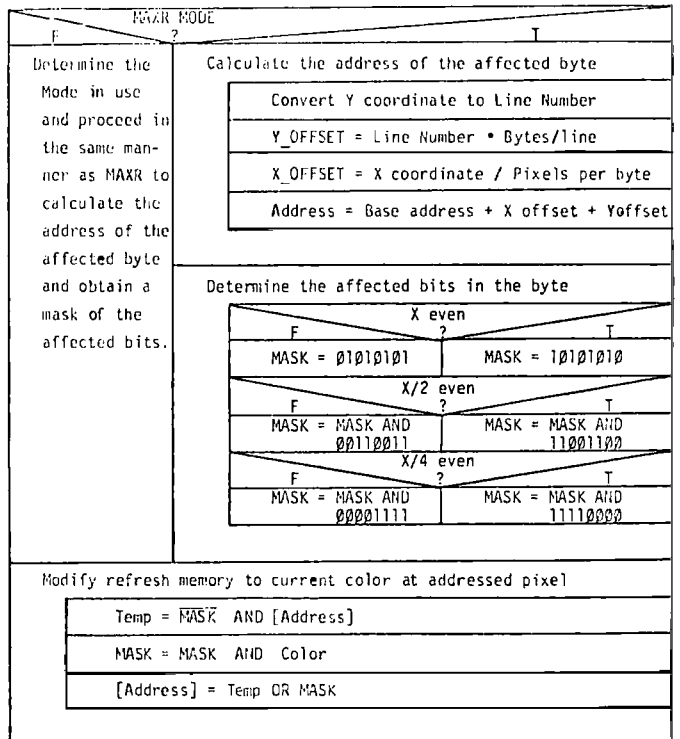 MAXR MODE
F ? T
Determine the
Mode in use
and proceed in
the same man-
ner as MAXR to
calculate the
address of the
affected byte
and obtain a
mask of the
affected bits.
Calculate the address of the affected byte
Convert Y coordinate to Line Number
Y_OFFSET = Line Number * Bytes/line
X_OFFSET = X coordinate / Pixels per byte
Address = Base address + X offset + Yoffset
Determine the affected bits in the byte
X even
F ? T
MASK = 01010101 MASK = 10101010
X/2 even
F ? T
MASK = MASK AND MASK = MASK AND
00110011 11001100
X/4 even
F ? T
MASK = MASK AND MASK = MASK AND
00001111 11110000
Modify refresh memory to current color at addressed pixel
Temp = MASK AND [Address]
MASK = MASK AND Color
[Address] = Temp OR MASK